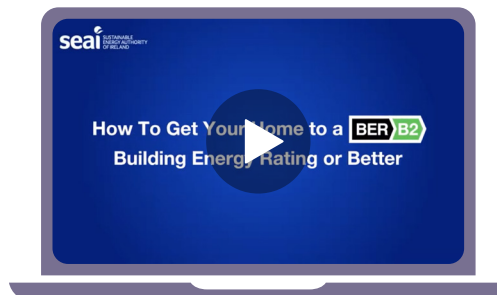 seai SUSTAINABLE
ENERGY AUTHORITY
OF IRELAND
How To Get Your Home to a BER B2
Building Energy Rating or Better